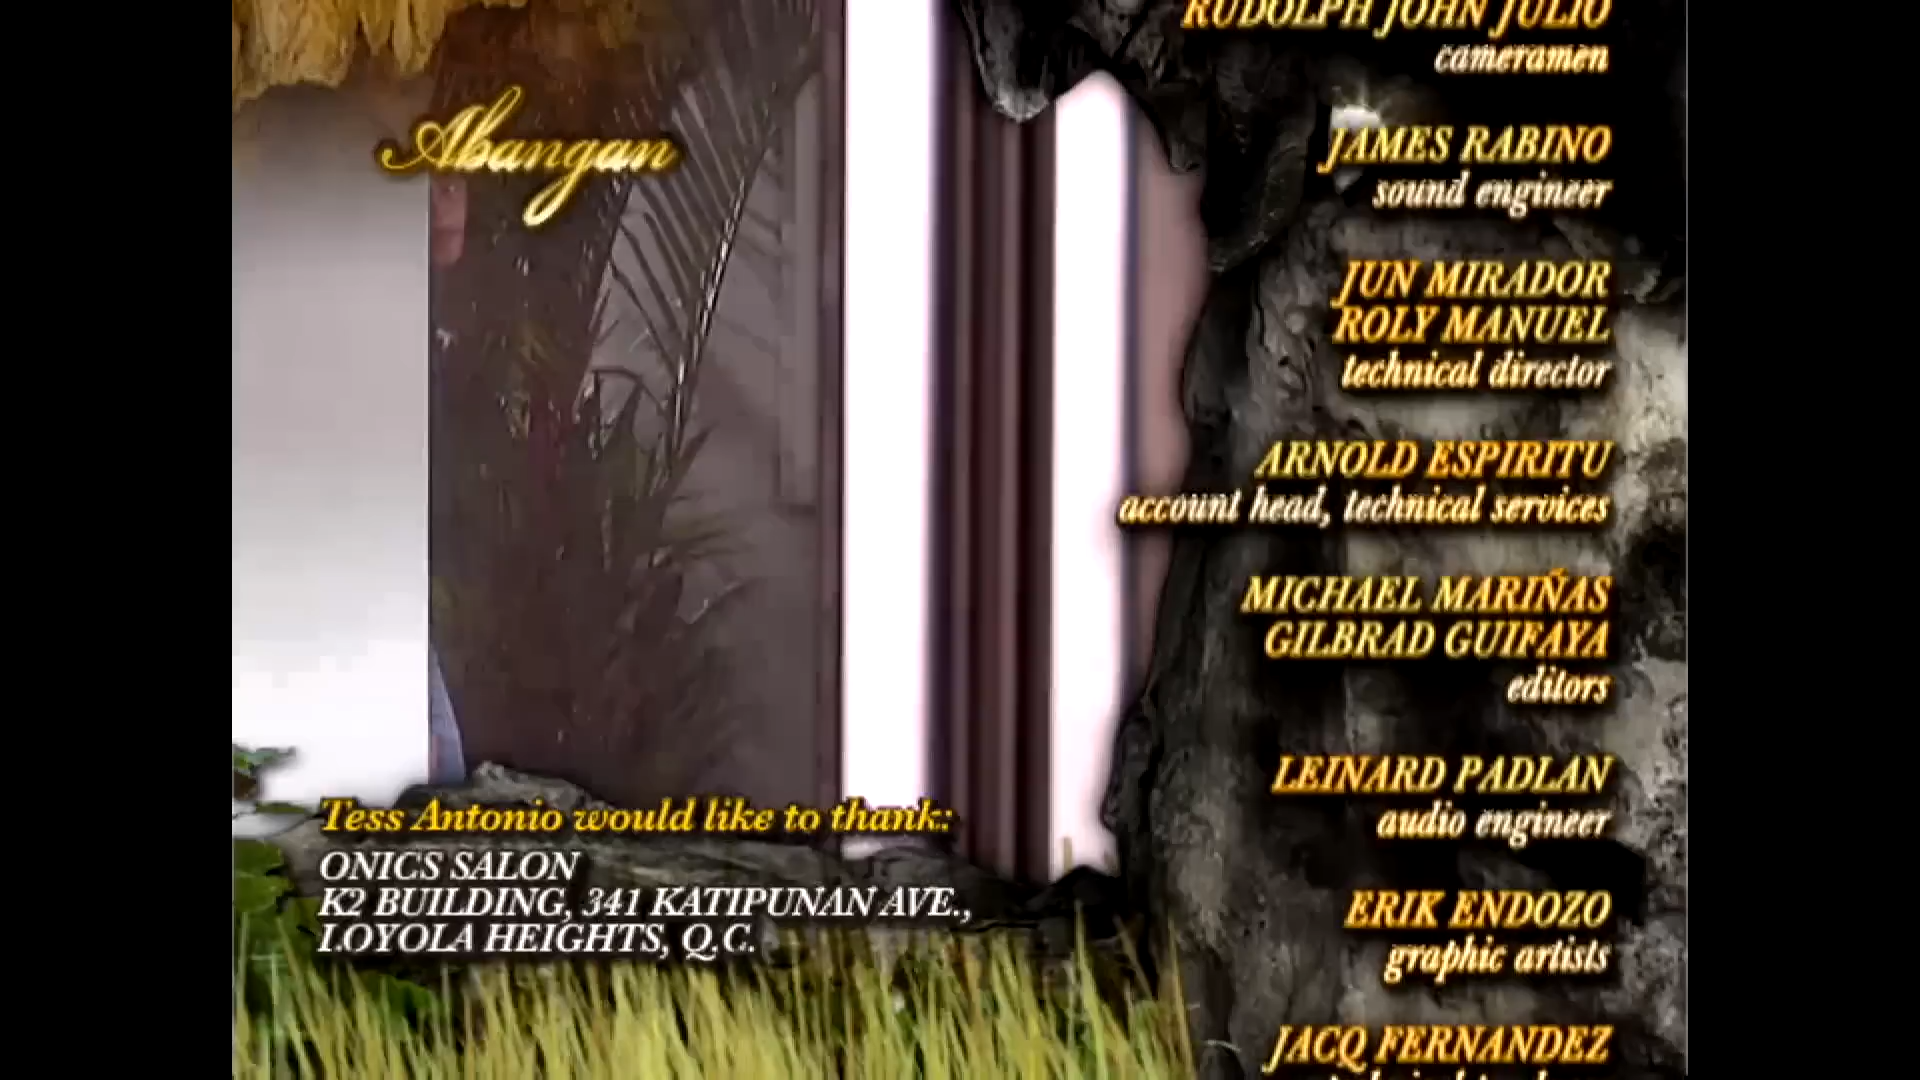 Abangan
Tess Antonio would like to thank:
ONICS SALON
K2 BUILDING, 341 KATIPUNAN AVE.,
LOYOLA HEIGHTS, Q.C.
RUDOLPH JOHN JULIO
cameramen
JAMES RABINO
sound engineer
JUN MIRADOR
ROLY MANUEL
technical director
ARNOLD ESPIRITU
account head, technical services
MICHAEL MARIÑAS
GILBRAD GUIFAYA
editors
LEINARD PADLAN
audio engineer
ERIK ENDOZO
graphic artists
JACQ FERNANDEZ